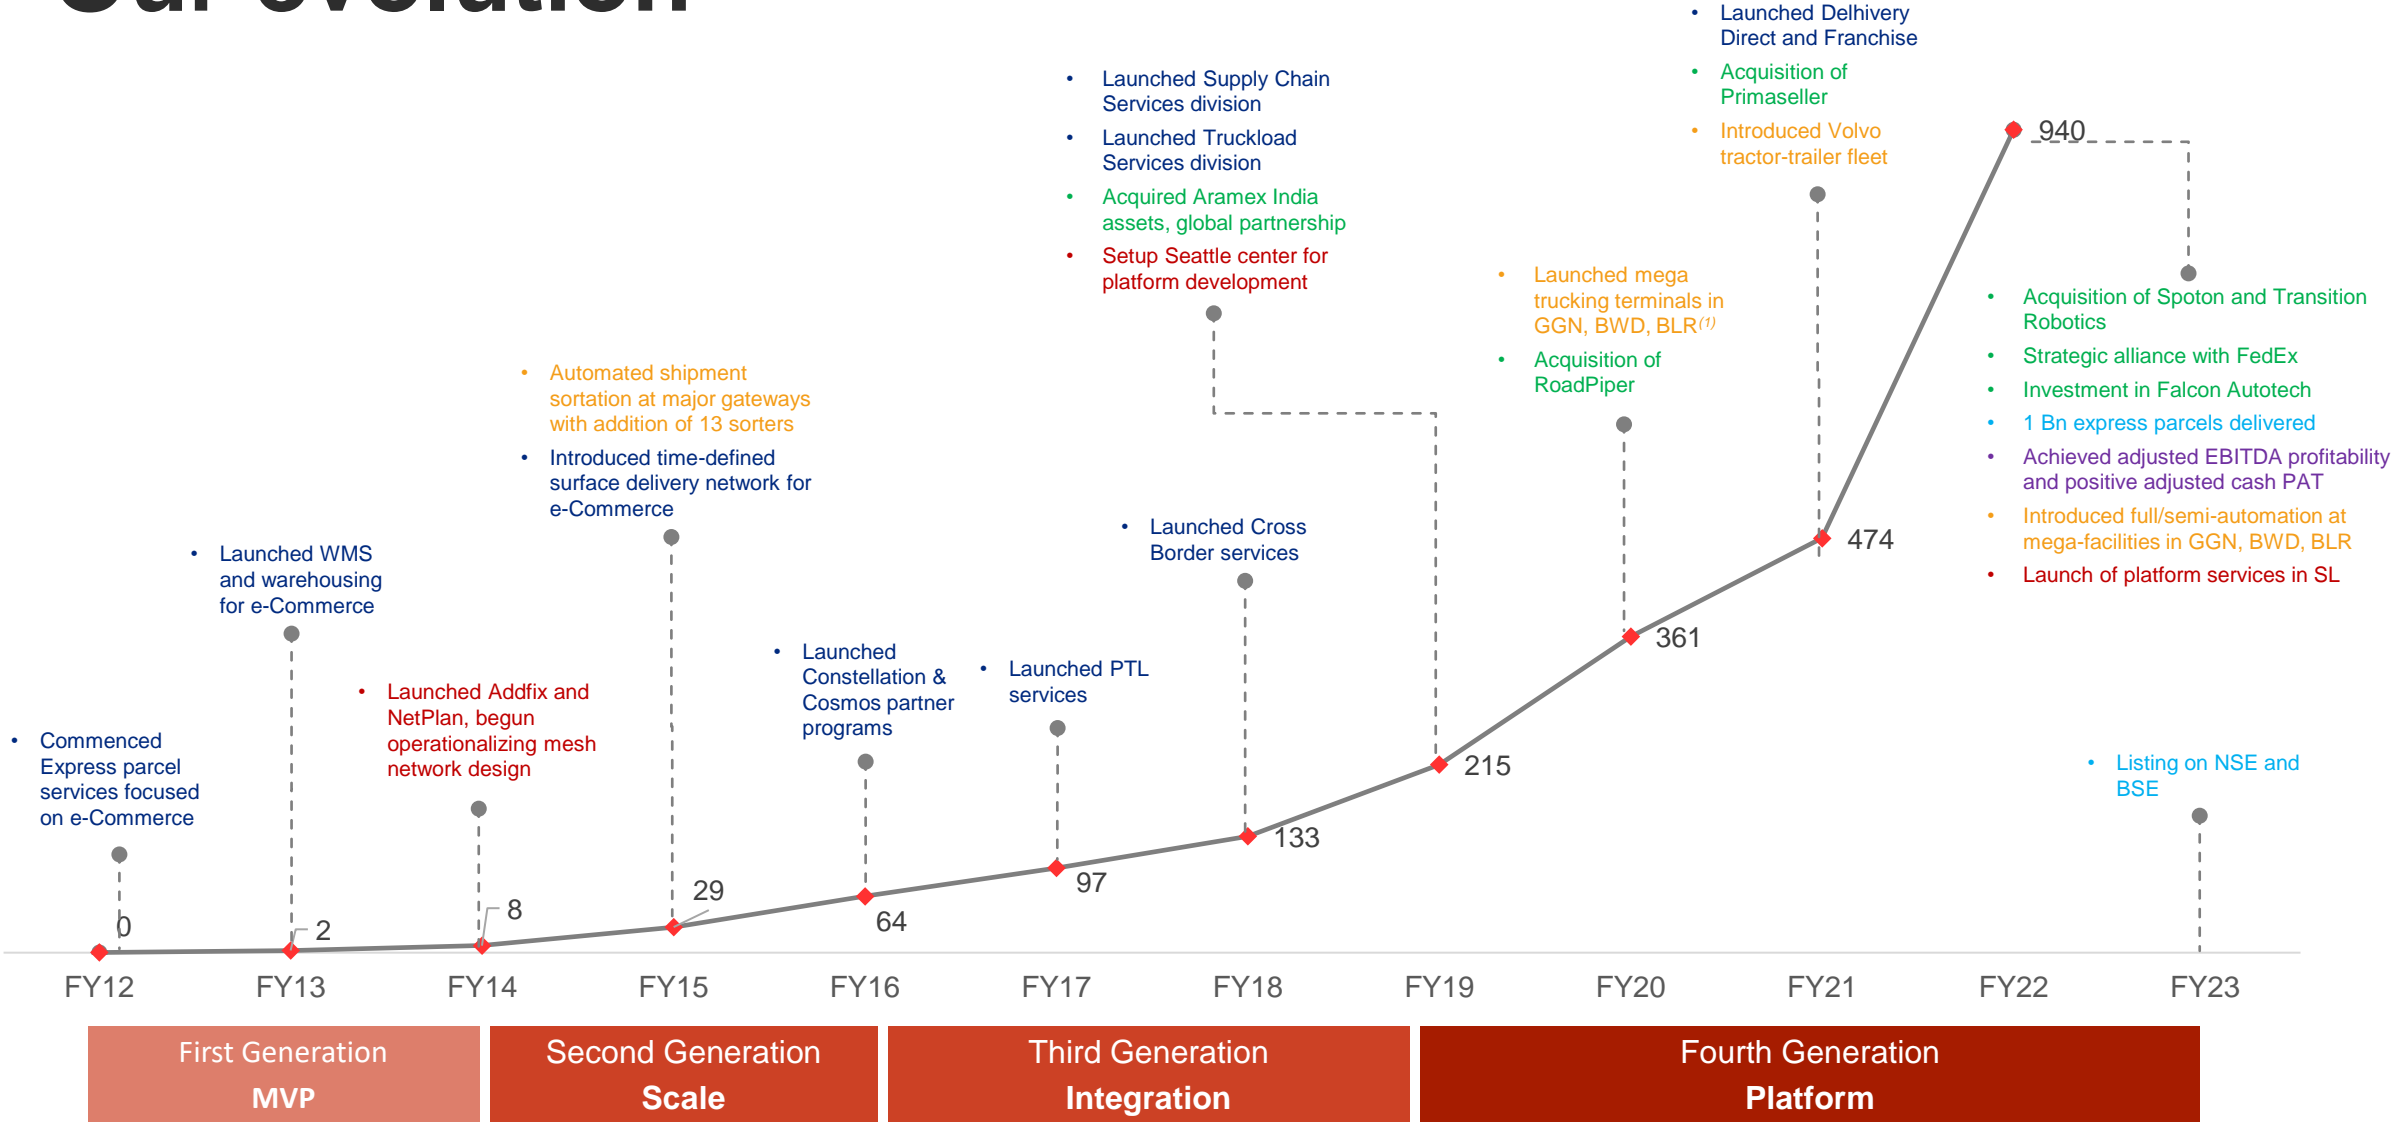 Our evolution
• Launched Delhivery
Direct and Franchise
• Acquisition of
Primaseller
• Introduced Volvo
tractor-trailer fleet
• Launched Supply Chain
Services division
• Launched Truckload
Services division
• Acquired Aramex India
assets, global partnership
• Setup Seattle center for
platform development
940
• Launched mega
trucking terminals in
GGN, BWD, BLR(1)
• Acquisition of
RoadPiper
• Acquisition of Spoton and Transition
Robotics
• Strategic alliance with FedEx
• Investment in Falcon Autotech
• 1 Bn express parcels delivered
• Achieved adjusted EBITDA profitability
and positive adjusted cash PAT
• Introduced full/semi-automation at
mega-facilities in GGN, BWD, BLR
• Launch of platform services in SL
• Automated shipment
sortation at major gateways
with addition of 13 sorters
• Introduced time-defined
surface delivery network for
e-Commerce
• Launched Cross
Border services
• Launched WMS
and warehousing
for e-Commerce
474
361
• Launched
Constellation &
Cosmos partner
programs
• Launched PTL
services
• Launched Addfix and
NetPlan, begun
operationalizing mesh
network design
• Commenced
Express parcel
services focused
on e-Commerce
215
• Listing on NSE and
BSE
133
97
64
29
8
2
0
FY12
FY13
FY14
FY15
FY16
FY17
FY18
FY19
FY20
FY21
FY22
FY23
First Generation
MVP
Second Generation
Scale
Third Generation
Integration
Fourth Generation
Platform